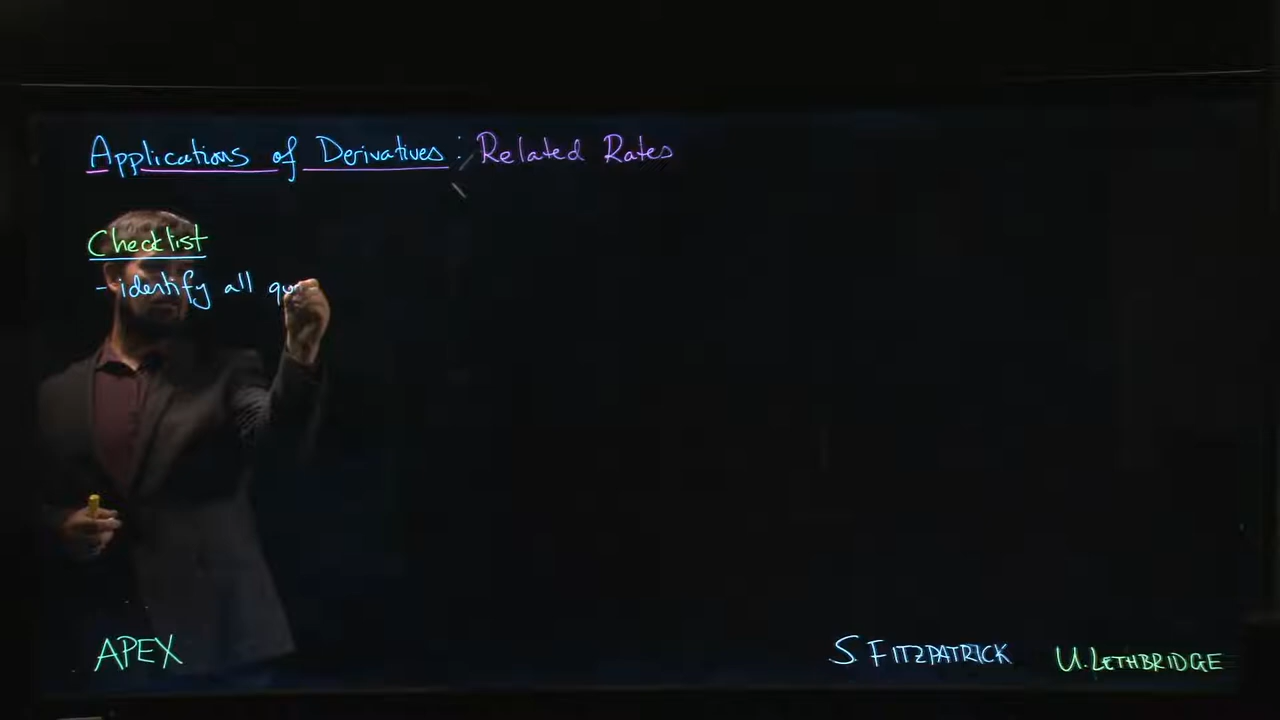 Applications of Derivatives: Related Rates
Checklist
- identify all
APEX
S FITZPATRICK
U. LETHBRIDGE